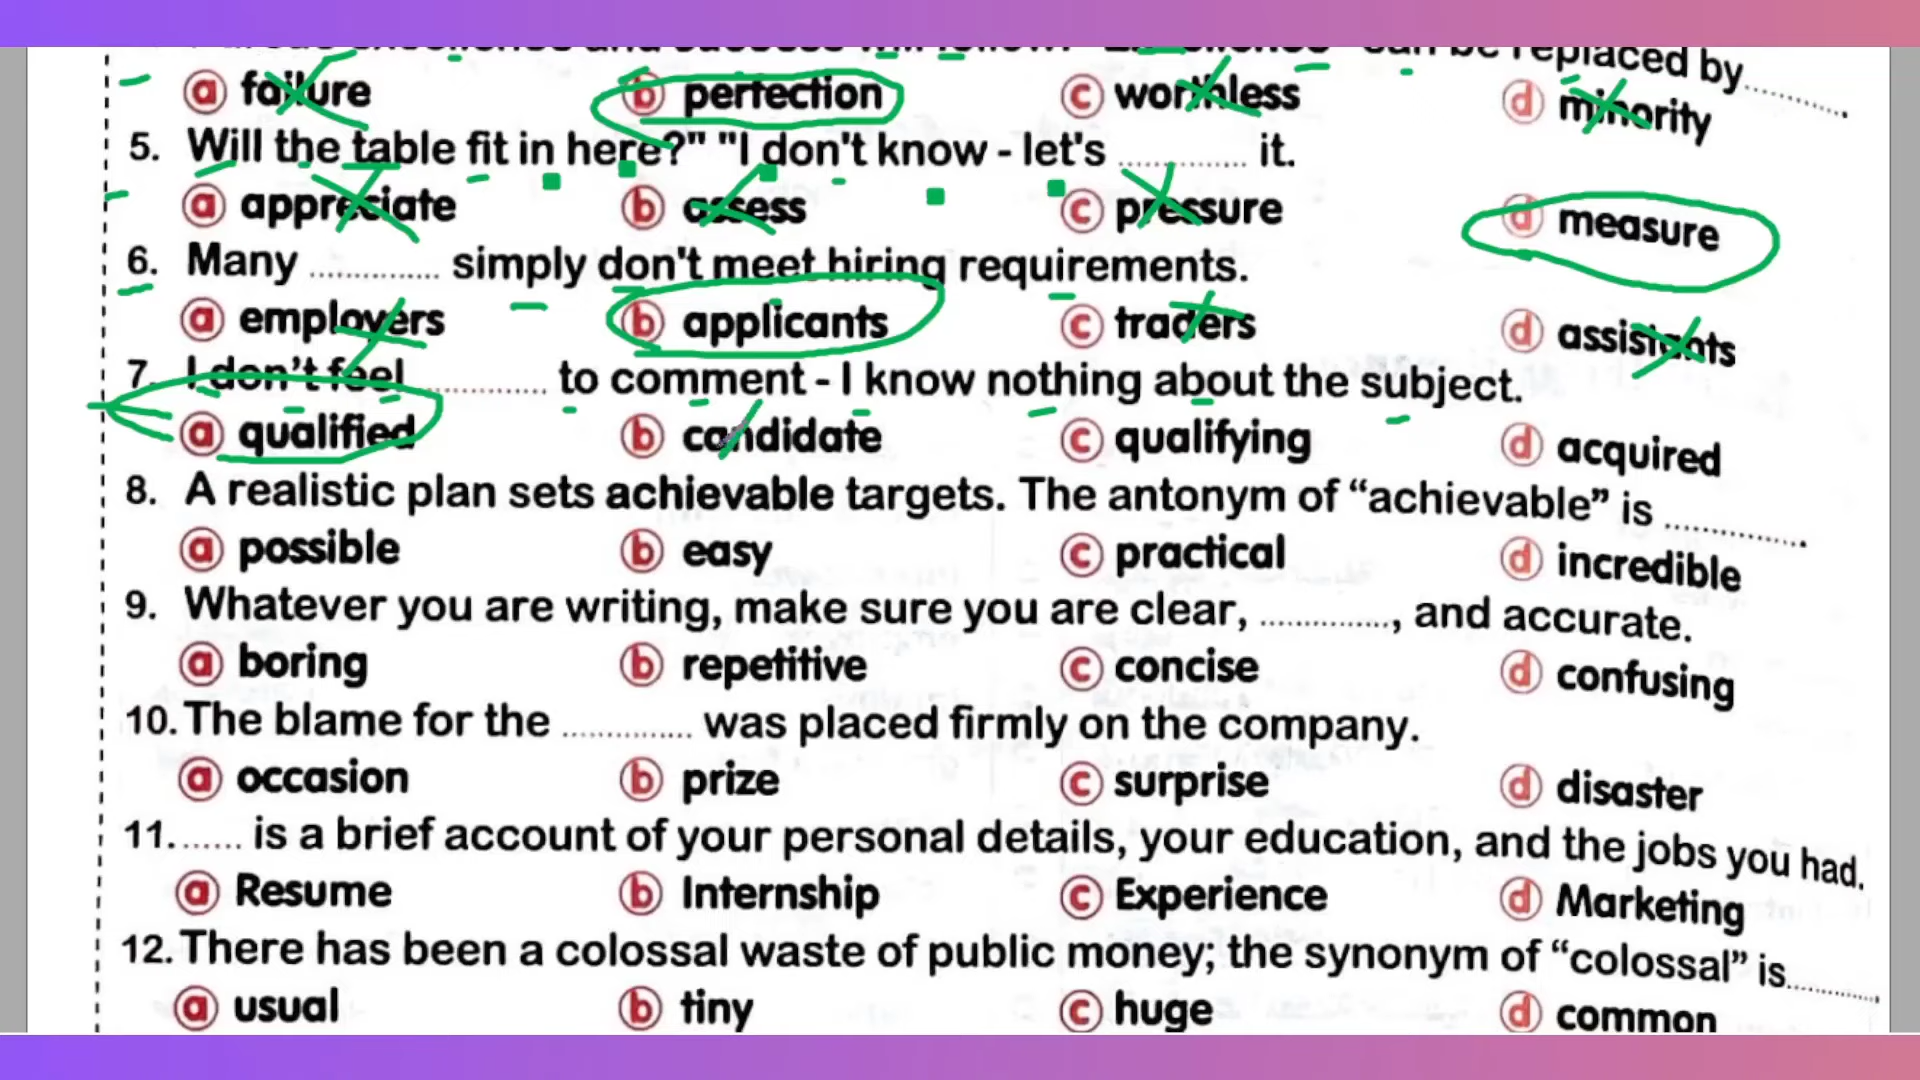 can be replaced by
a failure b perfection c worthless d minority
5. Will the table fit in here?" "I don't know - let's ............. it.
a appreciate b assess c pressure d measure
6. Many ............. simply don't meet hiring requirements.
a employers b applicants c traders d assistants
7. I don't feel ............. to comment - I know nothing about the subject.
a qualified b candidate c qualifying d acquired
8. A realistic plan sets achievable targets. The antonym of “achievable” is .............
a possible b easy c practical d incredible
9. Whatever you are writing, make sure you are clear, ............., and accurate.
a boring b repetitive c concise d confusing
10. The blame for the ............. was placed firmly on the company.
a occasion b prize c surprise d disaster
11. ...... is a brief account of your personal details, your education, and the jobs you had.
a Resume b Internship c Experience d Marketing
12. There has been a colossal waste of public money; the synonym of “colossal” is.............
a usual b tiny c huge d common